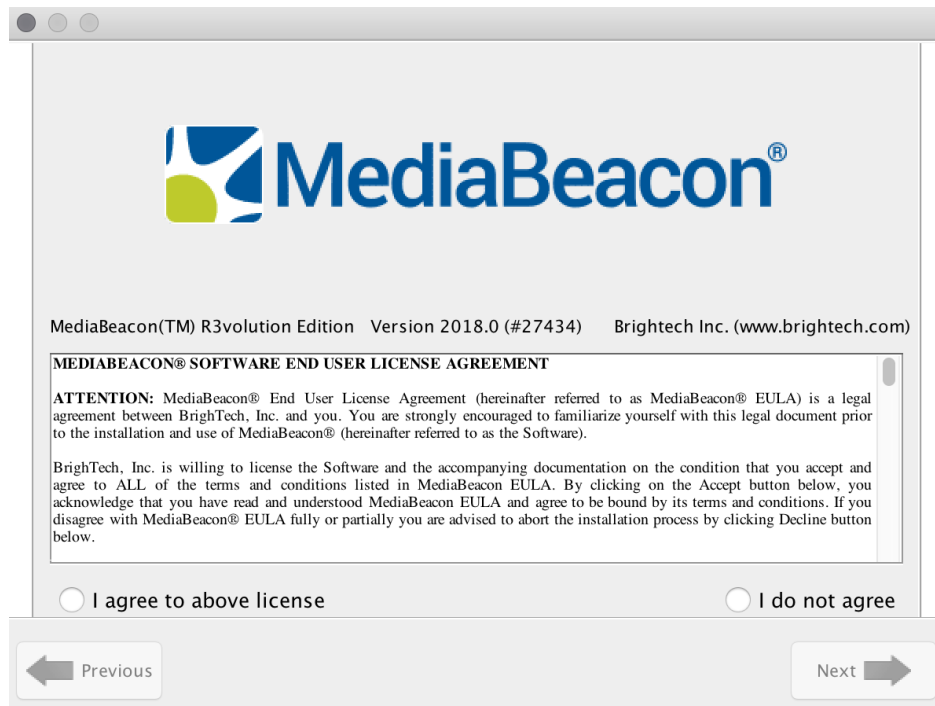 MediaBeacon®
MediaBeacon(TM) R3volution Edition Version 2018.0 (#27434) Brightech Inc. (www.brightech.com)
MEDIABEACON® SOFTWARE END USER LICENSE AGREEMENT
ATTENTION: MediaBeacon® End User License Agreement (hereinafter referred to as MediaBeacon® EULA) is a legal
agreement between BrighTech, Inc. and you. You are strongly encouraged to familiarize yourself with this legal document prior
to the installation and use of MediaBeacon® (hereinafter referred to as the Software).
BrighTech, Inc. is willing to license the Software and the accompanying documentation on the condition that you accept and
agree to ALL of the terms and conditions listed in MediaBeacon EULA. By clicking on the Accept button below, you
acknowledge that you have read and understood MediaBeacon EULA and agree to be bound by its terms and conditions. If you
disagree with MediaBeacon® EULA fully or partially you are advised to abort the installation process by clicking Decline button
below.
I agree to above license I do not agree
Previous Next